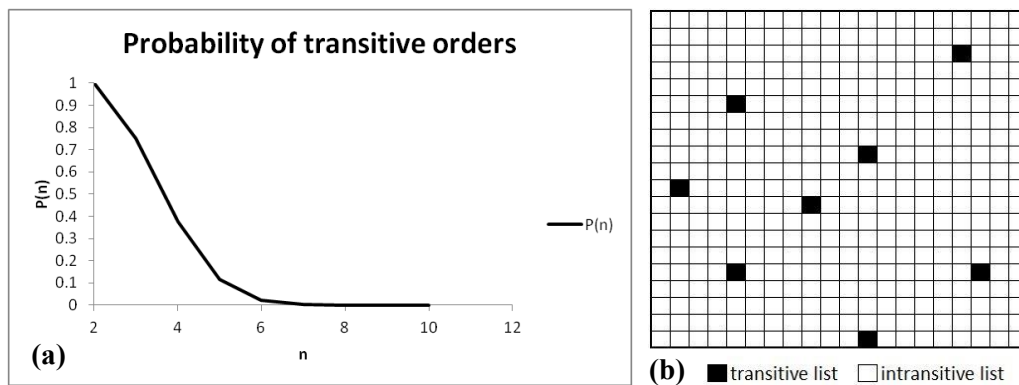 Probability of transitive orders
1
0.9
0.8
0.7
0.6
0.5
0.4
0.3
0.2
0.1
0
P(n)
2 4 6 8 10 12
n
P(n)
(a)
(b) transitive list intransitive list